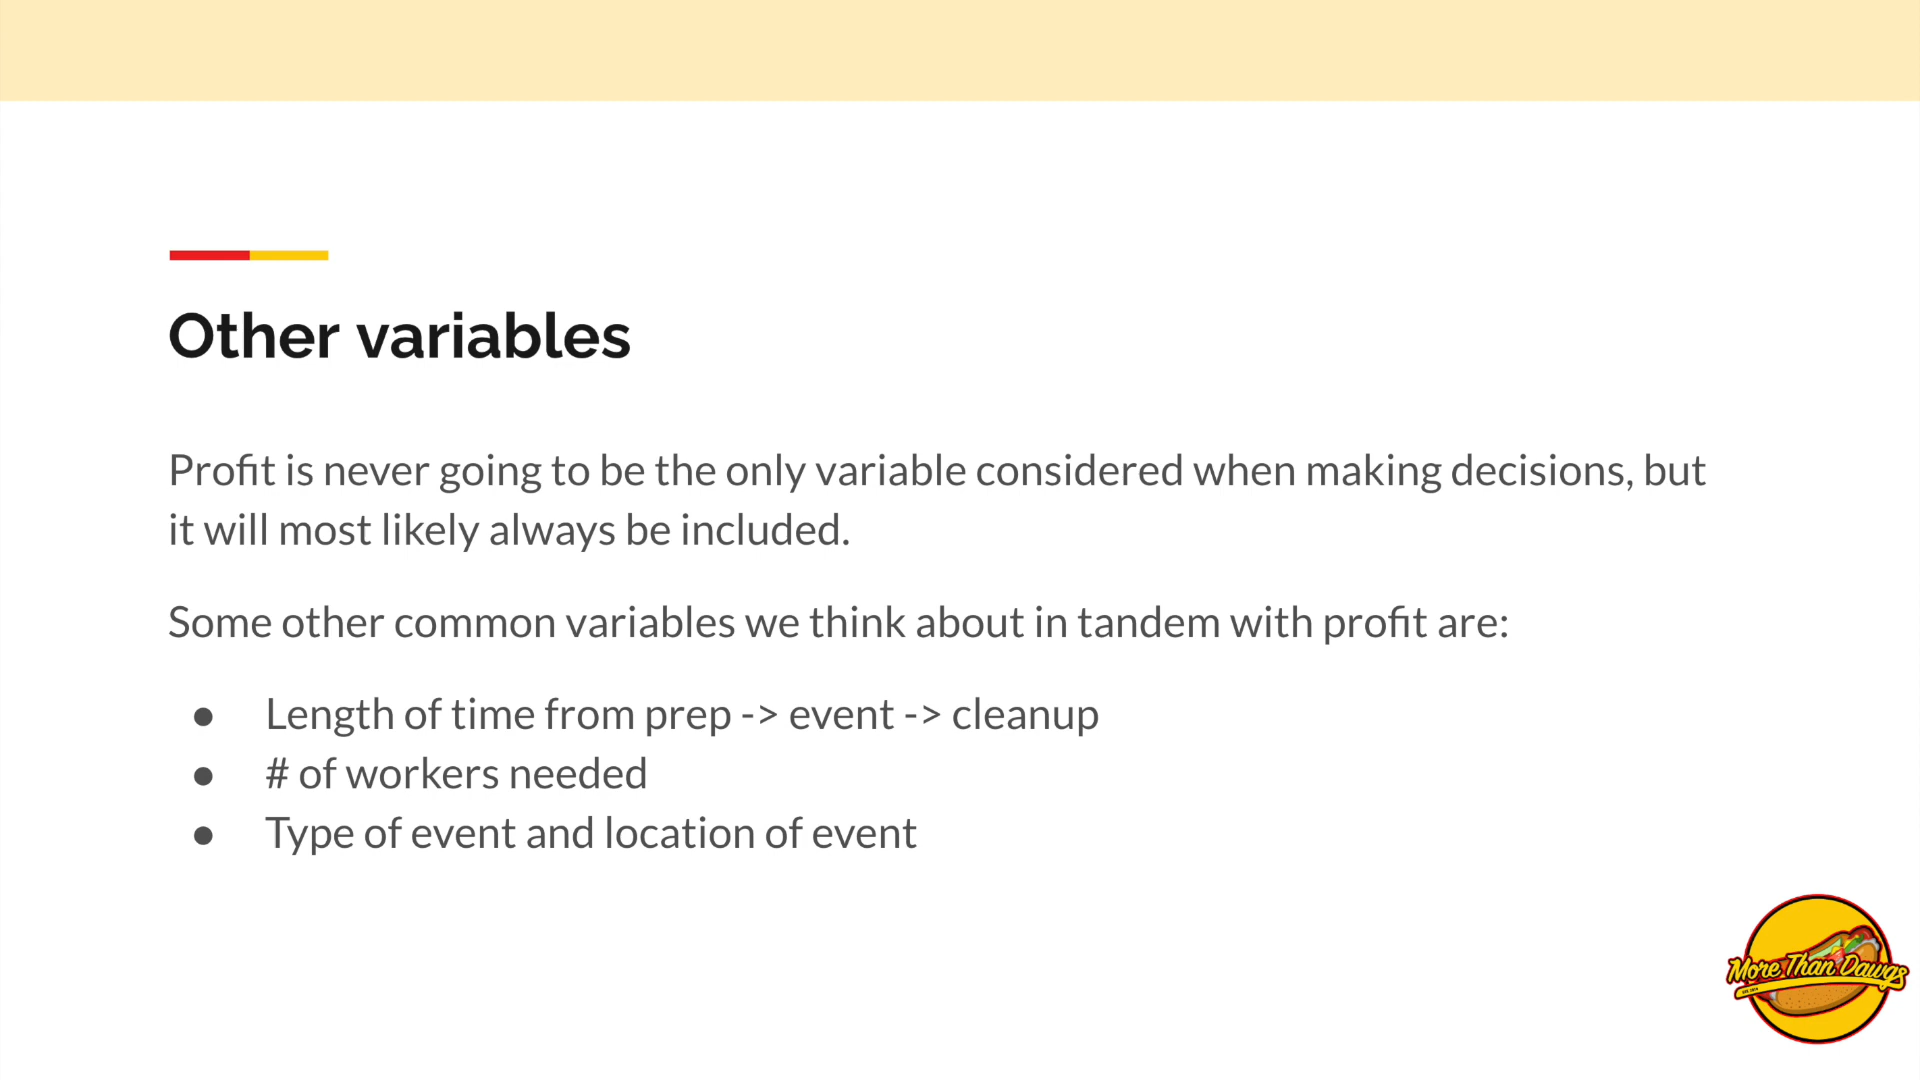 Other variables
Profit is never going to be the only variable considered when making decisions, but
it will most likely always be included.
Some other common variables we think about in tandem with profit are:
● Length of time from prep -> event -> cleanup
● # of workers needed
● Type of event and location of event
More Than Dawgs